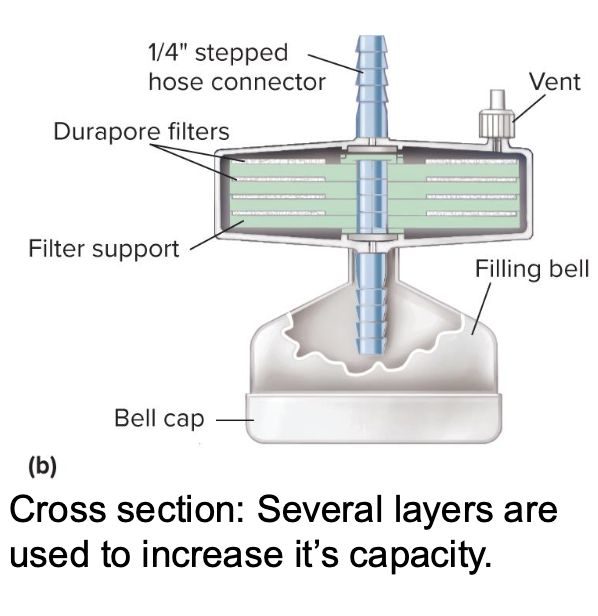 1/4" stepped
hose connector
Vent
Durapore filters
Filter support
Filling bell
Bell cap
(b)
Cross section: Several layers are
used to increase it’s capacity.